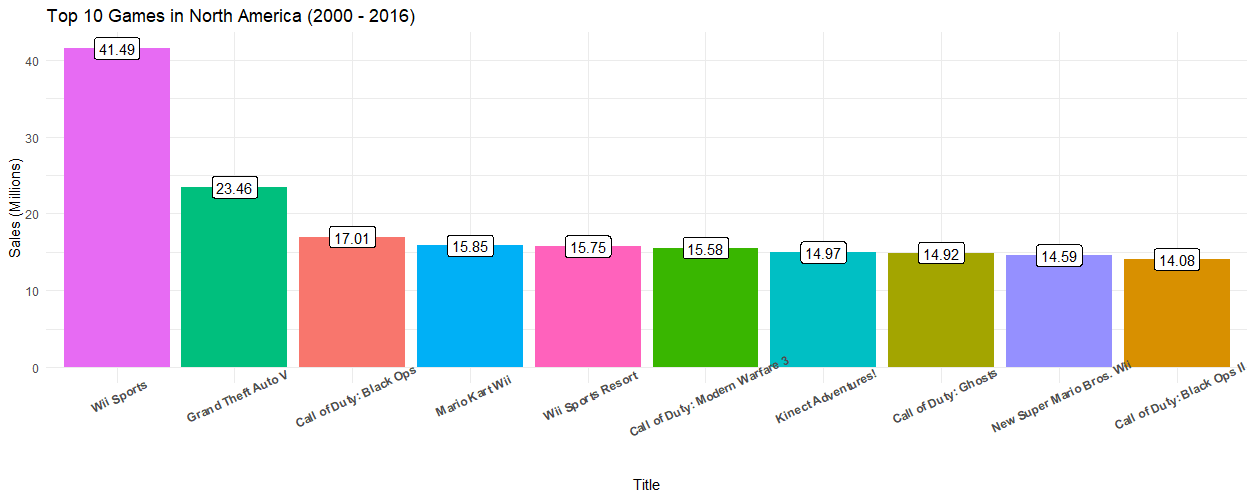 Top 10 Games in North America (2000 - 2016)
Sales (Millions)
40
30
20
10
0
41.49
23.46
17.01
15.85
15.75
15.58
14.97
14.92
14.59
14.08
Wii Sports
Grand Theft Auto V
Call of Duty: Black Ops
Mario Kart Wii
Wii Sports Resort
Call of Duty: Modern Warfare 3
Kinect Adventures!
Call of Duty: Ghosts
New Super Mario Bros. Wii
Call of Duty: Black Ops II
Title